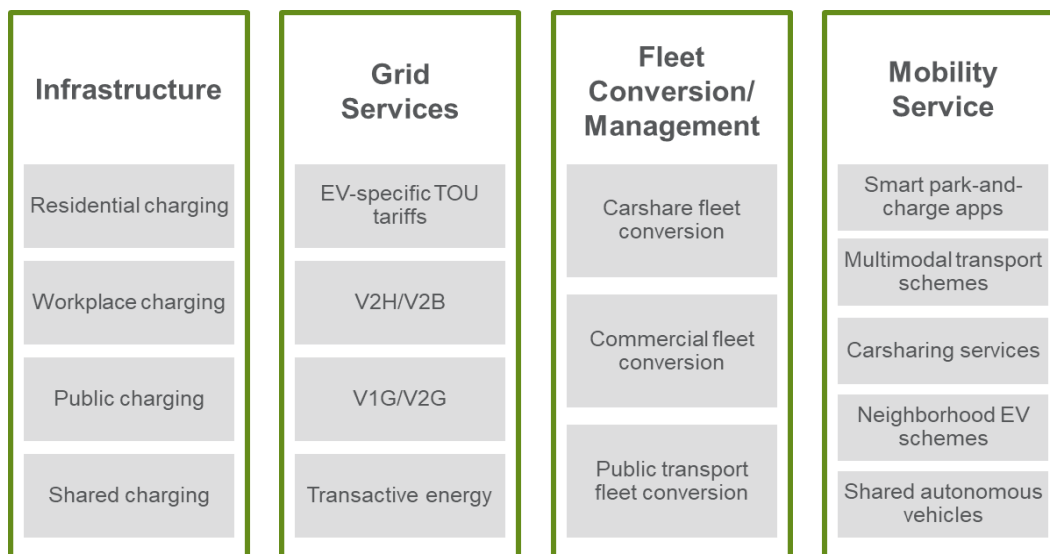 Infrastructure
Residential charging
Workplace charging
Public charging
Shared charging
Grid
Services
EV-specific TOU
tariffs
V2H/V2B
V1G/V2G
Transactive energy
Fleet
Conversion/
Management
Carshare fleet
conversion
Commercial fleet
conversion
Public transport
fleet conversion
Mobility
Service
Smart park-and-
charge apps
Multimodal transport
schemes
Carsharing services
Neighborhood EV
schemes
Shared autonomous
vehicles